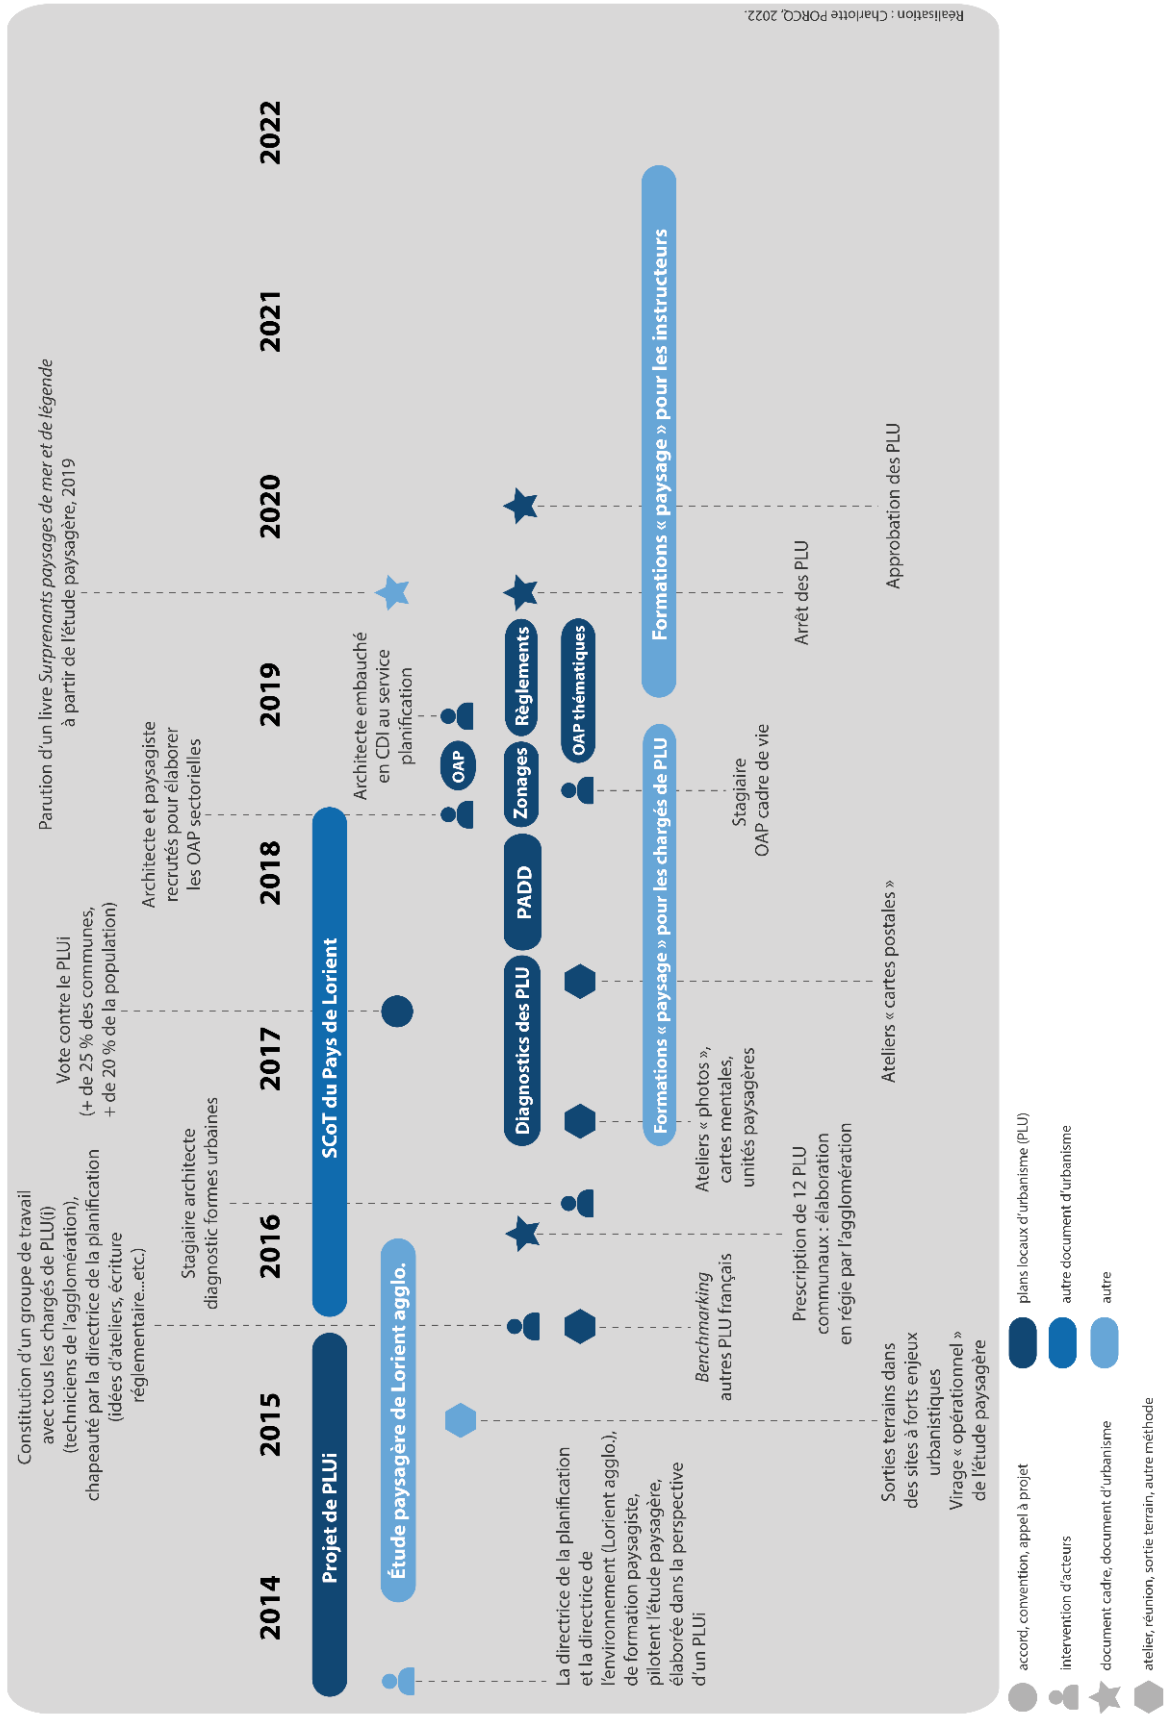 Constitution d'un groupe de travail
avec tous les chargés de PLU(i)
(techniciens de l'agglomération),
chapeauté par la directrice de la planification
(idées d'ateliers, écriture
réglementaire...etc.)
Stagiaire architecte
diagnostic formes urbaines
Vote contre le PLUi
(+ de 25 % des communes,
+ de 20 % de la population)
Architecte et paysagiste
recrutés pour élaborer
les OAP sectorielles
Parution d'un livre Surprenants paysages de mer et de légende
à partir de l'étude paysagère, 2019
2014
2015
2016
2017
2018
2019
2020
2021
2022
Projet de PLUi
SCoT du Pays de Lorient
Étude paysagère de Lorient agglo.
Architecte embauché
en CDI au service
planification
OAP
Diagnostics des PLU
PADD
Zonages
Règlements
OAP thématiques
Formations « paysage » pour les chargés de PLU
Formations « paysage » pour les instructeurs
La directrice de la planification
et la directrice de
l'environnement (Lorient agglo.),
de formation paysagiste,
pilotent l'étude paysagère,
élaborée dans la perspective
d'un PLUi
Benchmarking
autres PLU français
Ateliers « photos »,
cartes mentales,
unités paysagères
Stagiaire
OAP cadre de vie
Prescription de 12 PLU
communaux : élaboration
en régie par l'agglomération
Arrêt des PLU
Sorties terrains dans
des sites à forts enjeux
urbanistiques
Virage « opérationnel »
de l'étude paysagère
Ateliers « cartes postales »
Approbation des PLU
Réalisation : Charlotte PORCQ, 2022.
accord, convention, appel à projet
intervention d'acteurs
document cadre, document d'urbanisme
atelier, réunion, sortie terrain, autre méthode
plans locaux d'urbanisme (PLU)
autre document d'urbanisme
autre